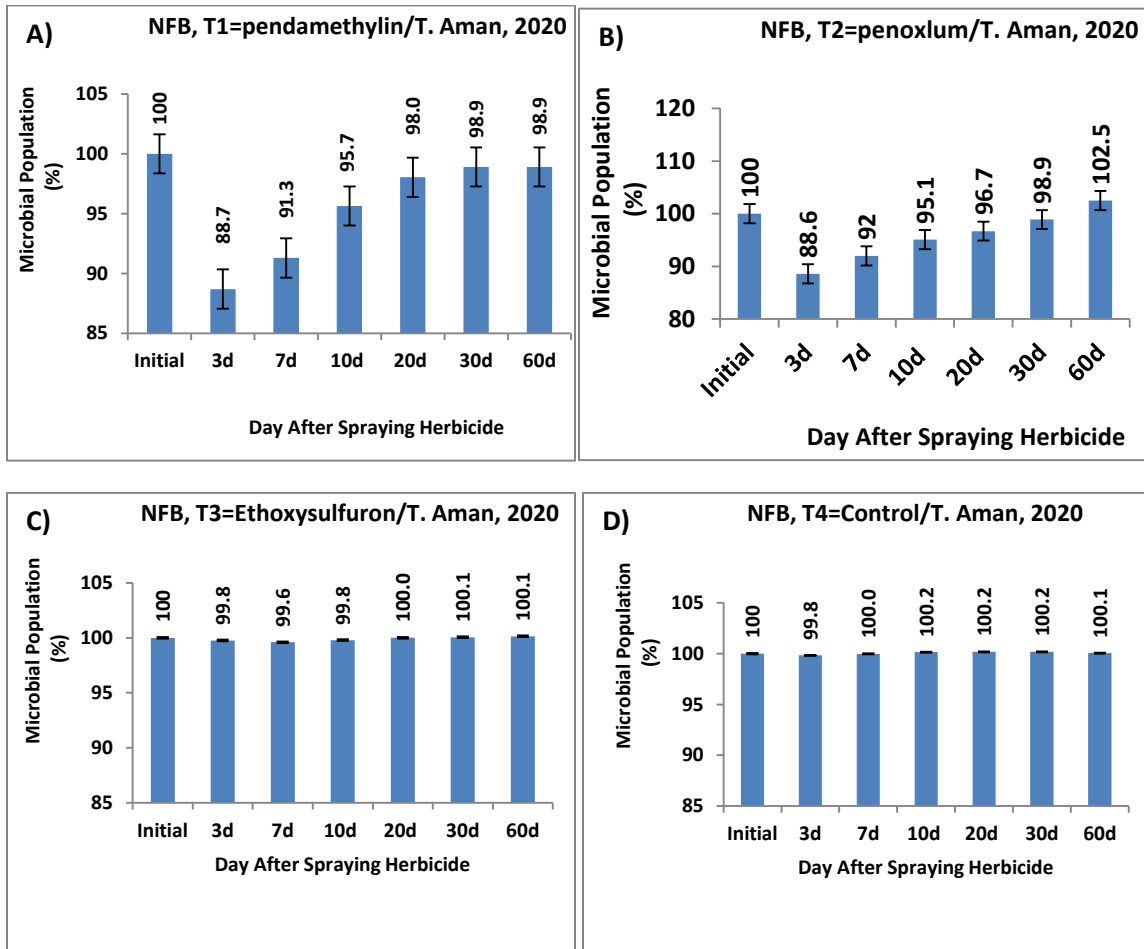 A)
NFB, T1=pendamethylin/T. Aman, 2020
Microbial Population
(%)
105
100
95
90
85
100
88.7
91.3
95.7
98.0
98.9
98.9
Initial 3d 7d 10d 20d 30d 60d
Day After Spraying Herbicide
B)
NFB, T2=penoxlum/T. Aman, 2020
Microbial Population
(%)
120
110
100
90
80
100
88.6
92
95.1
96.7
98.9
102.5
Initial 3d 7d 10d 20d 30d 60d
Day After Spraying Herbicide
C)
NFB, T3=Ethoxysulfuron/T. Aman, 2020
Microbial Population
(%)
105
100
95
90
85
100
99.8
99.6
99.8
100.0
100.1
100.1
Initial 3d 7d 10d 20d 30d 60d
Day After Spraying Herbicide
D)
NFB, T4=Control/T. Aman, 2020
Microbial Population
(%)
105
100
95
90
85
100
99.8
100.0
100.2
100.2
100.2
100.1
Initial 3d 7d 10d 20d 30d 60d
Day After Spraying Herbicide